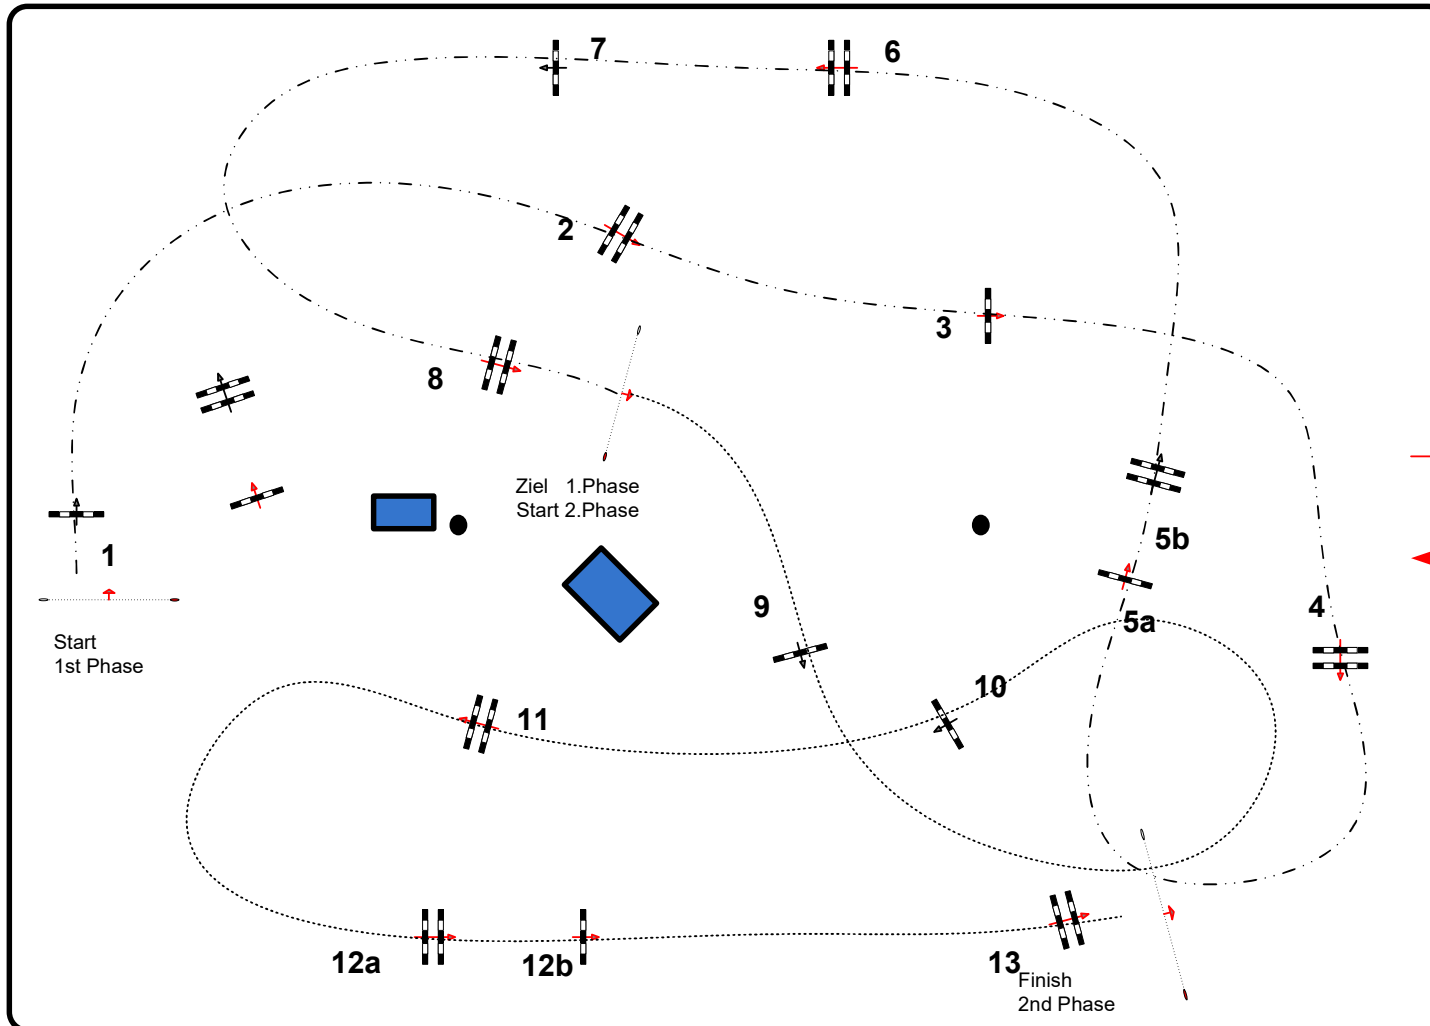 7
6
2
3
8
Ziel 1.Phase
Start 2.Phase
1
5b
9
5a
4
Start
1st Phase
10
11
12a
12b
13
Finish
2nd Phase